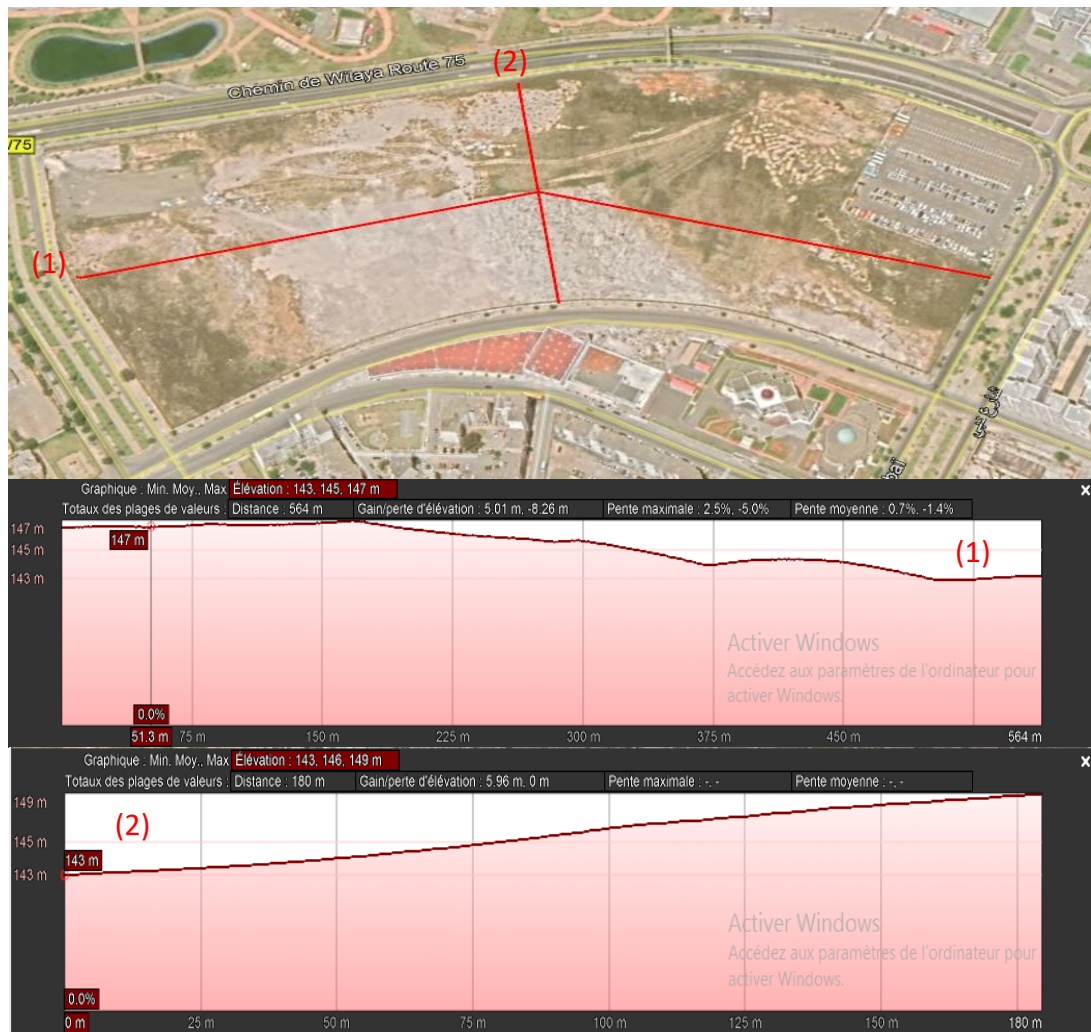 Chemin de Wilaya Route 75
(2)
/75
(1)
Graphique : Min. Moy., Max Élévation : 143, 145, 147 m x
Totaux des plages de valeurs : Distance : 564 m Gain/perte d'élévation : 5.01 m, -8.26 m Pente maximale : 2.5%, -5.0% Pente moyenne : 0.7%, -1.4%
147 m
147 m
145 m
(1)
143 m
Activer Windows
Accédez aux paramètres de l'ordinateur pour
activer Windows.
0.0%
51.3 m 75 m 150 m 225 m 300 m 375 m 450 m 564 m
Graphique : Min. Moy., Max Élévation : 143, 146, 149 m x
Totaux des plages de valeurs : Distance : 180 m Gain/perte d'élévation : 5.96 m, 0 m Pente maximale : -, - Pente moyenne : -, -
149 m
(2)
145 m
143 m
143 m
Activer Windows
Accédez aux paramètres de l'ordinateur pour
activer Windows.
0.0%
0 m 25 m 50 m 75 m 100 m 125 m 150 m 180 m